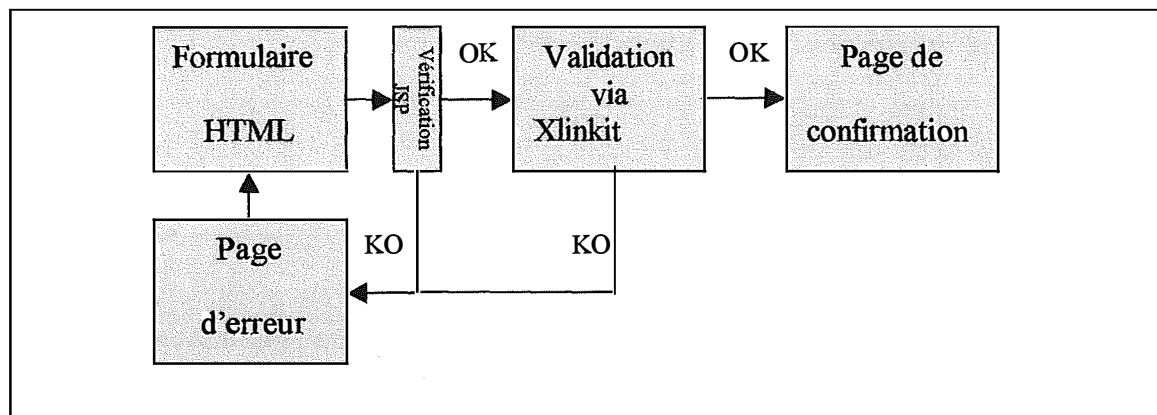 Formulaire
HTML
Vérification
JSP
OK
Validation
via
Xlinkit
OK
Page de
confirmation
Page
d'erreur
KO
KO